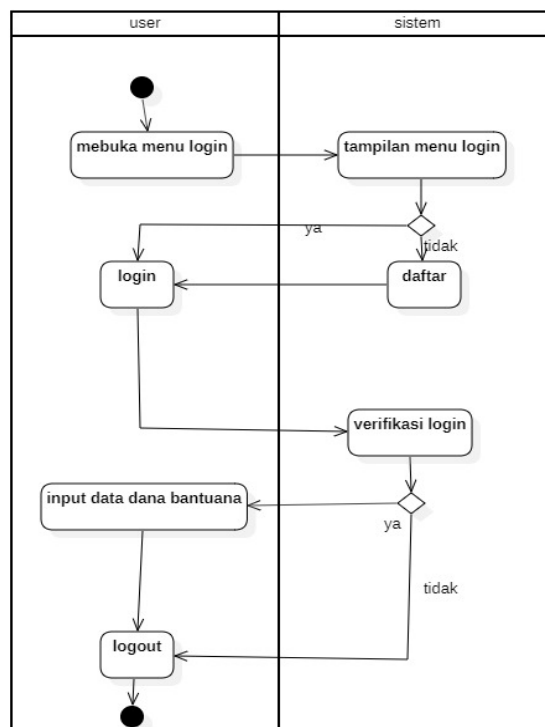 user
sistem
mebuka menu login
tampilan menu login
ya
tidak
login
daftar
verifikasi login
input data dana bantuana
ya
tidak
logout